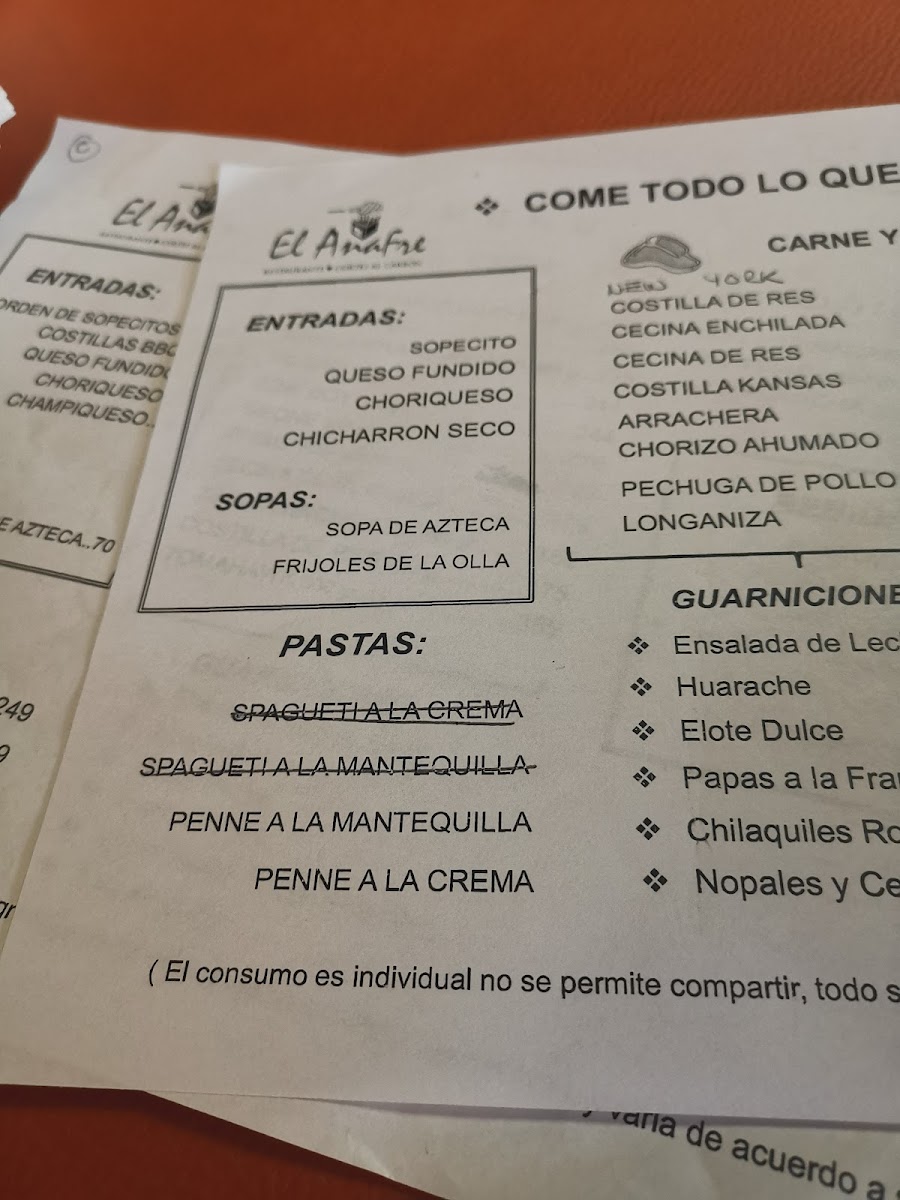 ©
El Ana
ENTRADAS:
ORDEN DE SOPECITOS
COSTILLAS BBQ
QUESO FUNDIDO
CHORIQUESO
CHAMPIQUESO..
E AZTECA..70
249
9
gr
El Anafre
COME TODO LO QUE
ENTRADAS:
SOPECITO
QUESO FUNDIDO
CHORIQUESO
CHICHARRON SECO
SOPAS:
SOPA DE AZTECA
FRIJOLES DE LA OLLA
CARNE Y
NEW YORK
COSTILLA DE RES
CECINA ENCHILADA
CECINA DE RES
COSTILLA KANSAS
ARRACHERA
CHORIZO AHUMADO
PECHUGA DE POLLO
LONGANIZA
PASTAS:
SPAGUETI A LA CREMA
SPAGUETI A LA MANTEQUILLA
PENNE A LA MANTEQUILLA
PENNE A LA CREMA
GUARNICIONE
❖ Ensalada de Lec
❖ Huarache
❖ Elote Dulce
❖ Papas a la Fra
❖ Chilaquiles Ro
❖ Nopales y Ce
( El consumo es individual no se permite compartir, todo s
y varia de acuerdo a